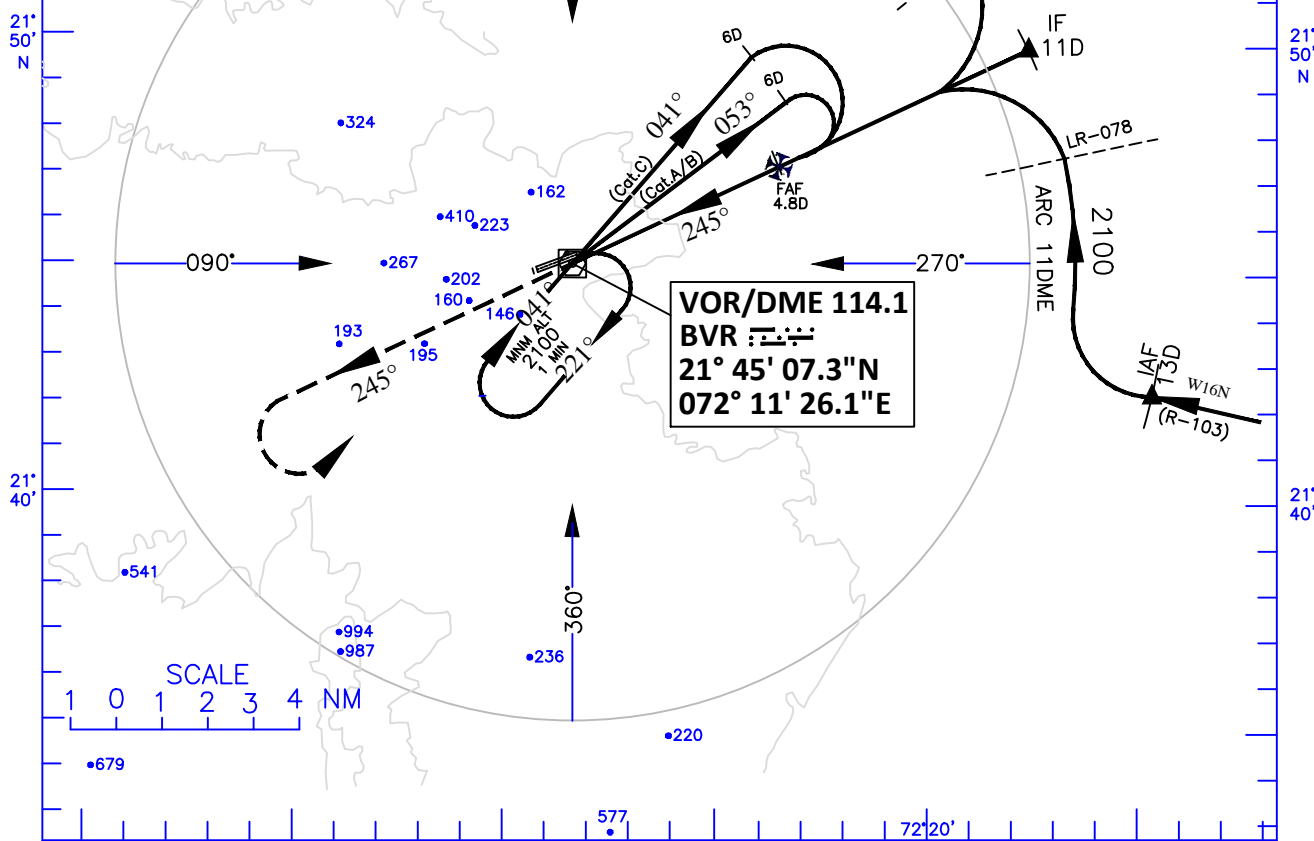 21°
50'
N
IF
11D
21°
50'
N
6D
6D
324
041°
053°
LR-078
(Cat.C)
(Cat.A/B)
162
FAF
4.8D
410
223
245°
ARC 11DME
2100
090°
267
270°
202
160
146
041°
MNM ALT
2100
1 MIN
221°
VOR/DME 114.1
BVR
21° 45' 07.3"N
072° 11' 26.1"E
193
195
245°
IAF
13D
W16N
(R-103)
21°
40'
21°
40'
541
360°
994
987
236
SCALE
1 0 1 2 3 4 NM
220
679
577
72°20'